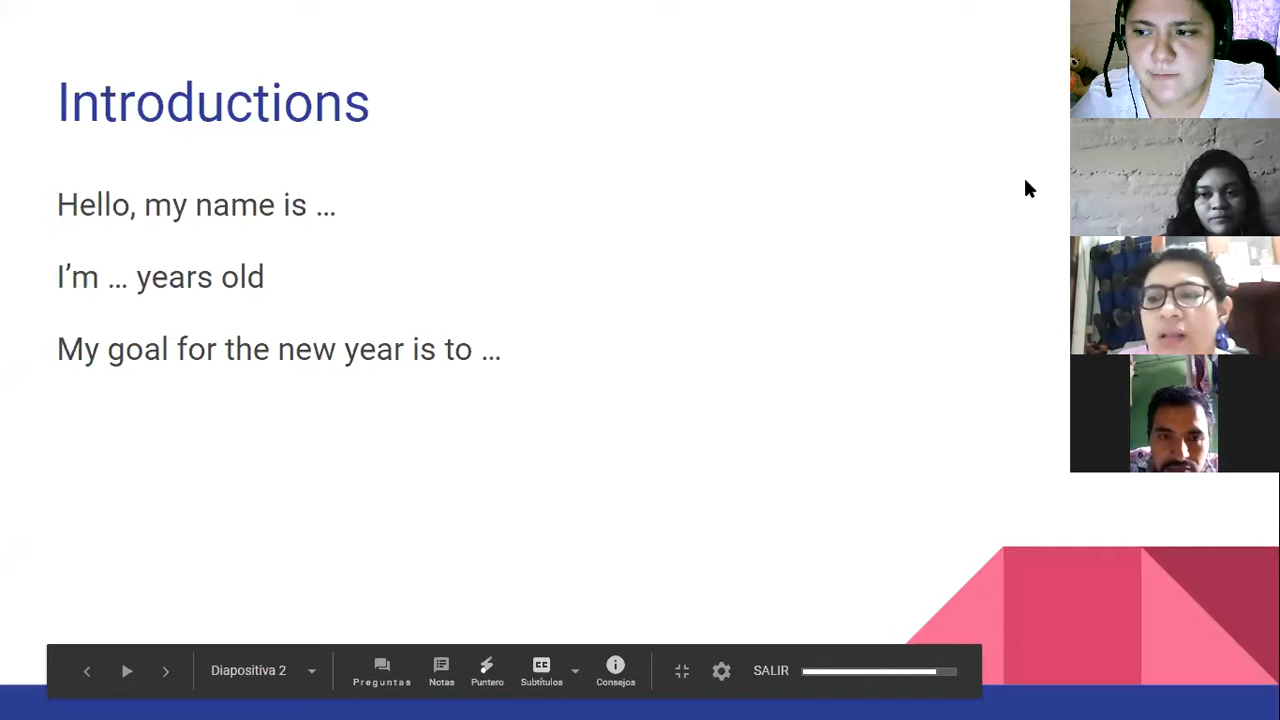 Introductions
Hello, my name is …
I’m … years old
My goal for the new year is to …
Diapositiva 2
Preguntas
Notas
Puntero
CC
Subtítulos
Consejos
SALIR